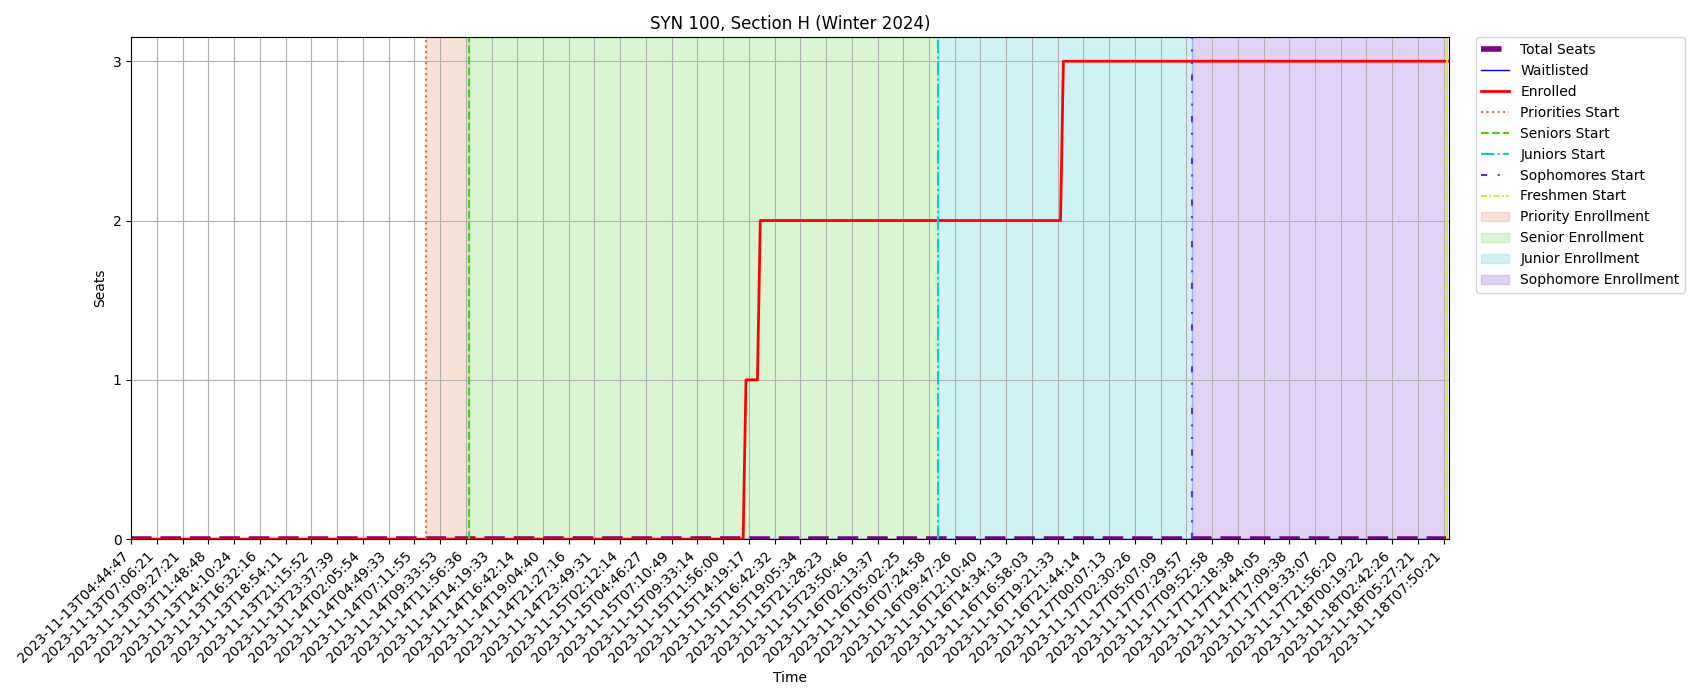 SYN 100, Section H (Winter 2024)
Total Seats
Waitlisted
Enrolled
Priorities Start
Seniors Start
Juniors Start
Sophomores Start
Freshmen Start
Priority Enrollment
Senior Enrollment
Junior Enrollment
Sophomore Enrollment
Seats
3
2
1
0
2023-11-13T04:44:47
2023-11-13T07:06:21
2023-11-13T09:27:21
2023-11-13T11:48:48
2023-11-13T14:10:24
2023-11-13T16:32:16
2023-11-13T18:54:11
2023-11-13T21:15:52
2023-11-13T23:37:39
2023-11-14T02:05:54
2023-11-14T04:49:33
2023-11-14T07:11:55
2023-11-14T09:33:53
2023-11-14T11:56:36
2023-11-14T14:19:33
2023-11-14T16:42:14
2023-11-14T19:04:40
2023-11-14T21:27:16
2023-11-14T23:49:31
2023-11-15T02:12:14
2023-11-15T04:46:27
2023-11-15T07:10:49
2023-11-15T09:33:14
2023-11-15T11:56:00
2023-11-15T14:19:17
2023-11-15T16:42:32
2023-11-15T19:05:34
2023-11-15T21:28:23
2023-11-15T23:50:46
2023-11-16T02:13:37
2023-11-16T05:02:25
2023-11-16T07:24:58
2023-11-16T09:47:26
2023-11-16T12:10:40
2023-11-16T14:34:13
2023-11-16T16:58:03
2023-11-16T19:21:33
2023-11-16T21:44:14
2023-11-17T00:07:13
2023-11-17T02:30:26
2023-11-17T05:07:09
2023-11-17T07:29:57
2023-11-17T09:52:58
2023-11-17T12:18:38
2023-11-17T14:44:05
2023-11-17T17:09:38
2023-11-17T19:33:07
2023-11-17T21:56:20
2023-11-18T00:19:22
2023-11-18T02:42:26
2023-11-18T05:27:21
2023-11-18T07:50:21
Time